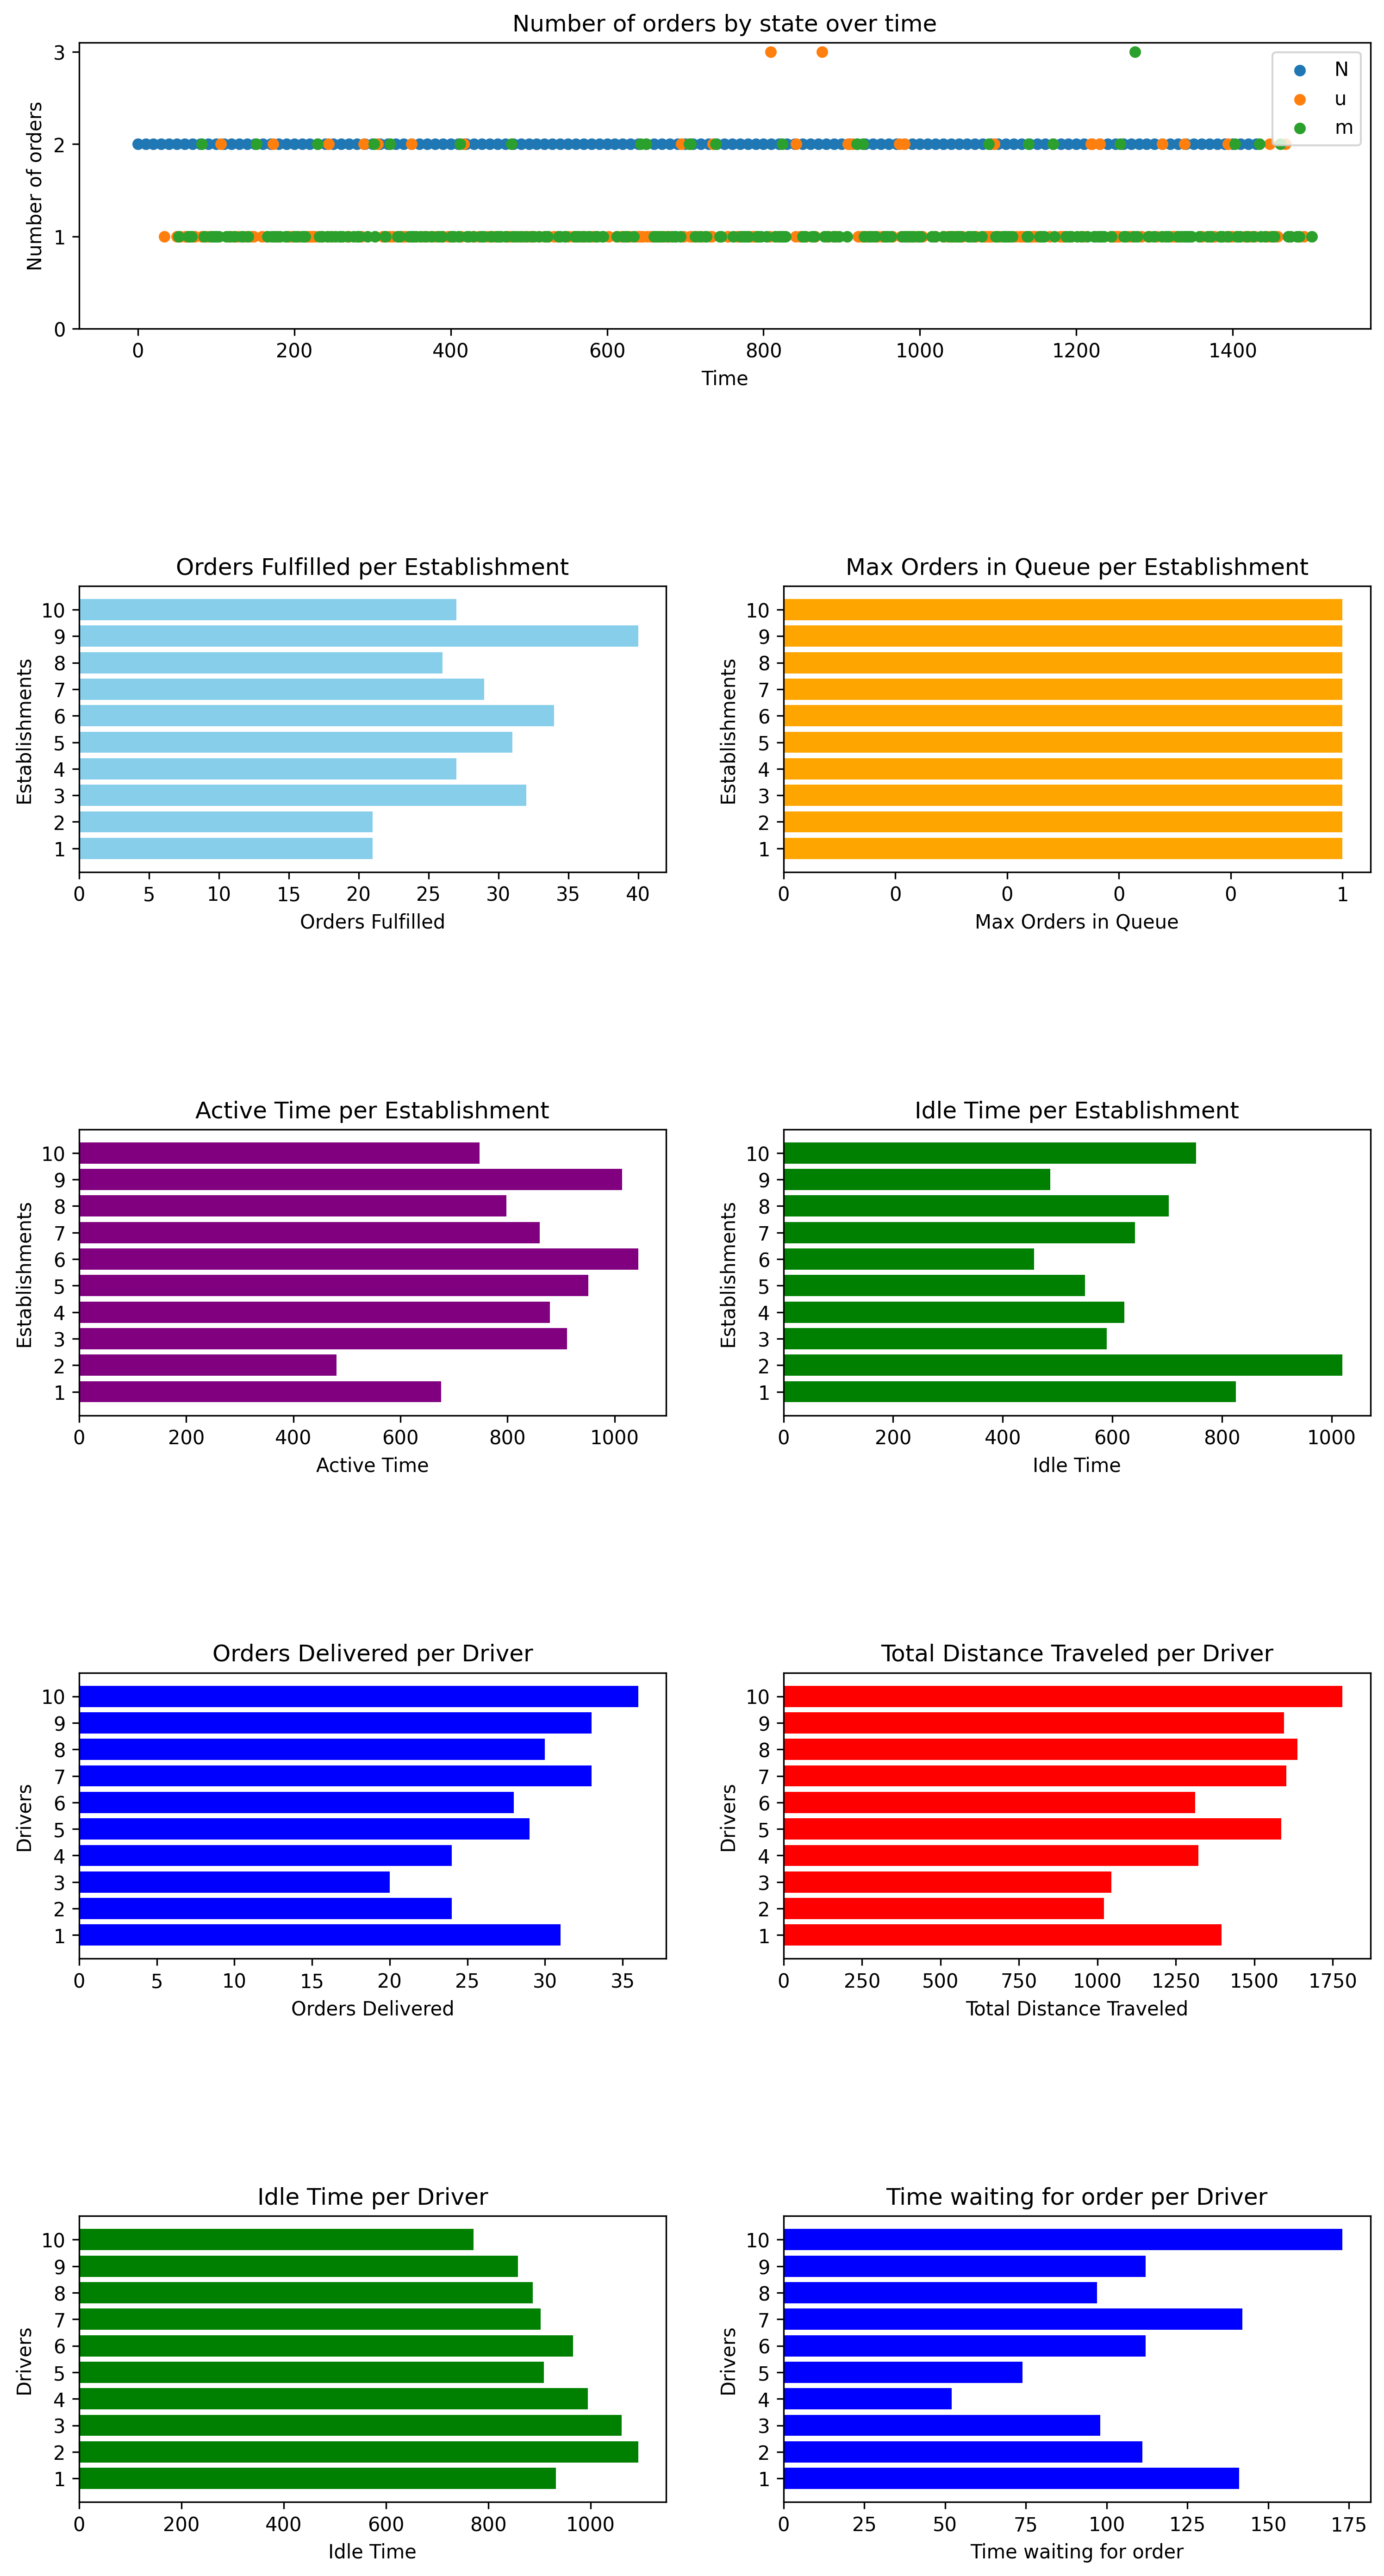 Number of orders by state over time
3
2
1
0
Number of orders
N
u
m
0 200 400 600 800 1000 1200 1400
Time
Orders Fulfilled per Establishment
10
9
8
7
6
5
4
3
2
1
Establishments
0 5 10 15 20 25 30 35 40
Orders Fulfilled
Max Orders in Queue per Establishment
10
9
8
7
6
5
4
3
2
1
Establishments
0 0 0 0 0 1
Max Orders in Queue
Active Time per Establishment
10
9
8
7
6
5
4
3
2
1
Establishments
0 200 400 600 800 1000
Active Time
Idle Time per Establishment
10
9
8
7
6
5
4
3
2
1
Establishments
0 200 400 600 800 1000
Idle Time
Orders Delivered per Driver
10
9
8
7
6
5
4
3
2
1
Drivers
0 5 10 15 20 25 30 35
Orders Delivered
Total Distance Traveled per Driver
10
9
8
7
6
5
4
3
2
1
Drivers
0 250 500 750 1000 1250 1500 1750
Total Distance Traveled
Idle Time per Driver
10
9
8
7
6
5
4
3
2
1
Drivers
0 200 400 600 800 1000
Idle Time
Time waiting for order per Driver
10
9
8
7
6
5
4
3
2
1
Drivers
0 25 50 75 100 125 150 175
Time waiting for order